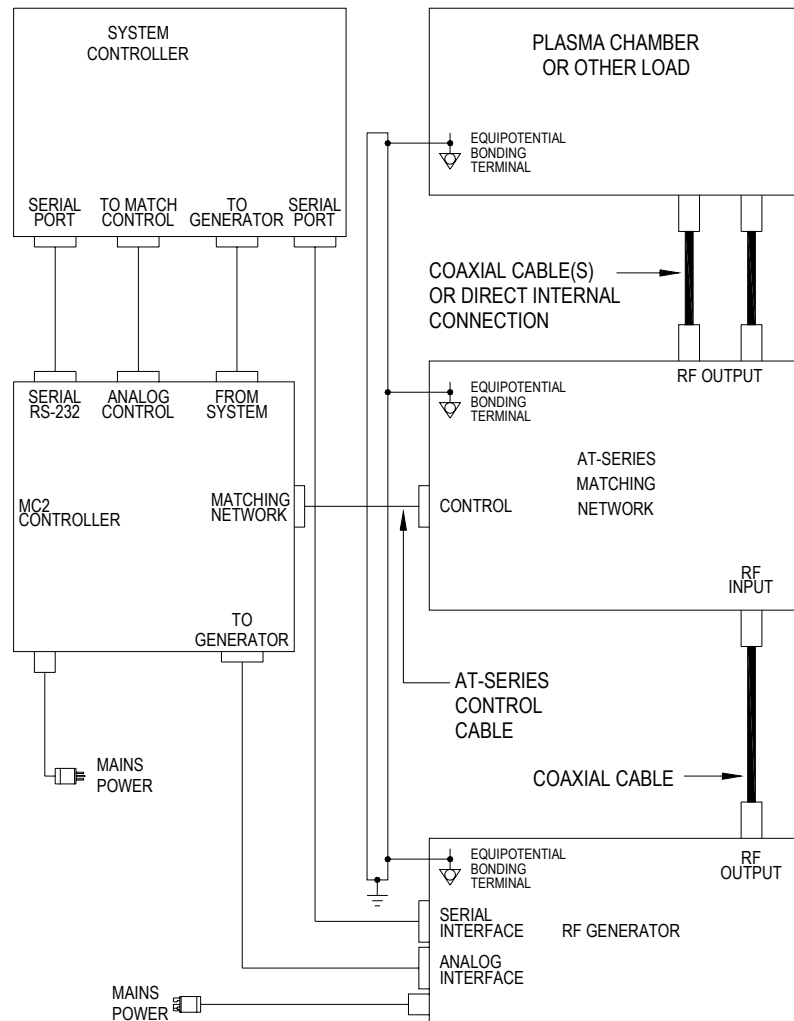 SYSTEM
CONTROLLER
SERIAL
PORT
TO MATCH
CONTROL
TO
GENERATOR
SERIAL
PORT
PLASMA CHAMBER
OR OTHER LOAD
EQUIPOTENTIAL
BONDING
TERMINAL
COAXIAL CABLE(S)
OR DIRECT INTERNAL
CONNECTION
SERIAL
RS-232
ANALOG
CONTROL
FROM
SYSTEM
MC2
CONTROLLER
MATCHING
NETWORK
TO
GENERATOR
RF OUTPUT
EQUIPOTENTIAL
BONDING
TERMINAL
AT-SERIES
MATCHING
NETWORK
CONTROL
RF
INPUT
AT-SERIES
CONTROL
CABLE
MAINS
POWER
COAXIAL CABLE
EQUIPOTENTIAL
BONDING
TERMINAL
RF
OUTPUT
SERIAL
INTERFACE
RF GENERATOR
ANALOG
INTERFACE
MAINS
POWER